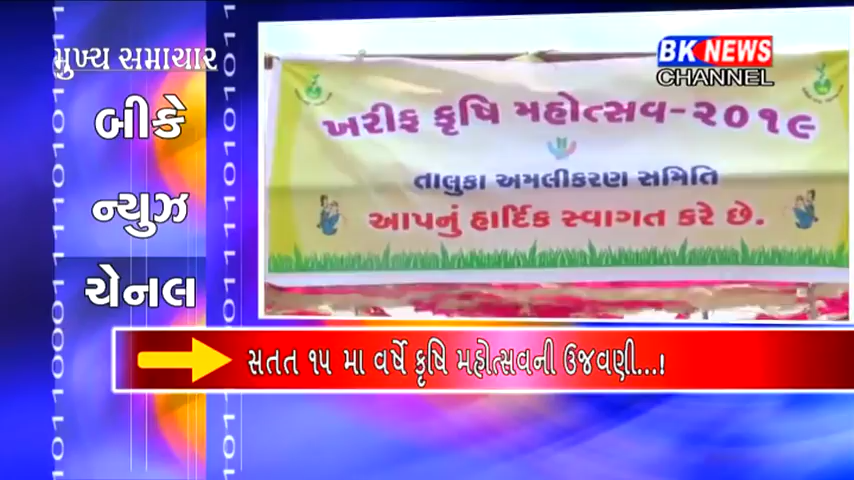 મુખ્ય સમાચાર
બીકે
ન્યુઝ
ચેનલ
BK NEWS
CHANNEL
ખરીફ કૃષિ મહોત્સવ-૨૦૧૯
તાલુકા અમલીકરણ સમિતિ
આપનું હાર્દિક સ્વાગત કરે છે.
સતત ૧૫ મા વર્ષે કૃષિ મહોત્સવની ઉજવણી...!